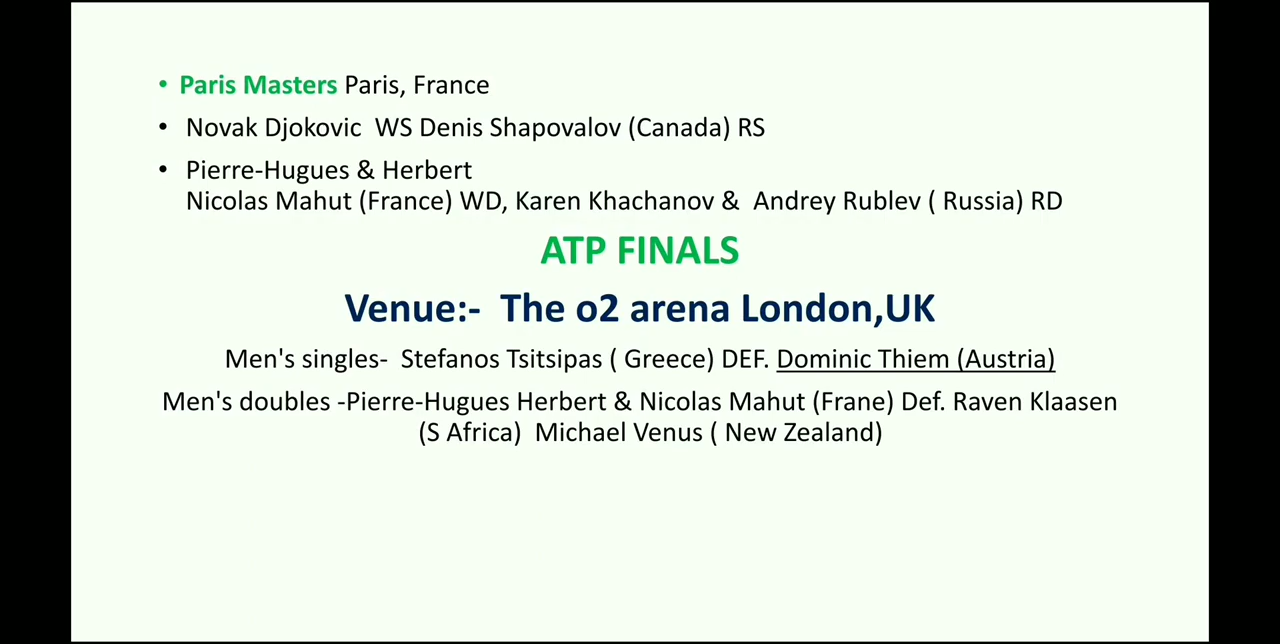 • Paris Masters Paris, France
• Novak Djokovic WS Denis Shapovalov (Canada) RS
• Pierre-Hugues & Herbert
Nicolas Mahut (France) WD, Karen Khachanov & Andrey Rublev ( Russia) RD
ATP FINALS
Venue:- The o2 arena London,UK
Men's singles- Stefanos Tsitsipas ( Greece) DEF. Dominic Thiem (Austria)
Men's doubles -Pierre-Hugues Herbert & Nicolas Mahut (Frane) Def. Raven Klaasen
(S Africa) Michael Venus ( New Zealand)